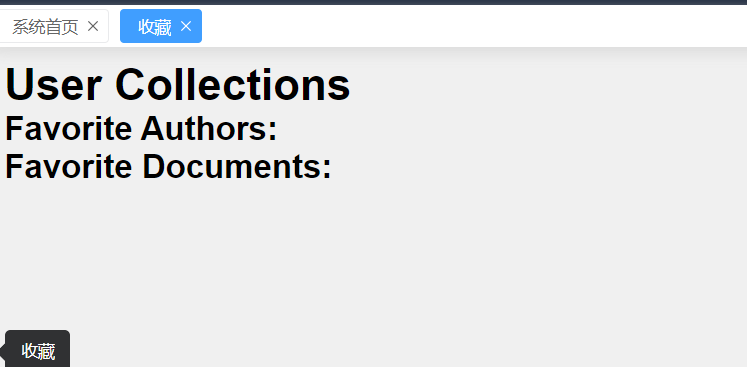 系统首页 收藏
User Collections
Favorite Authors:
Favorite Documents:
收藏